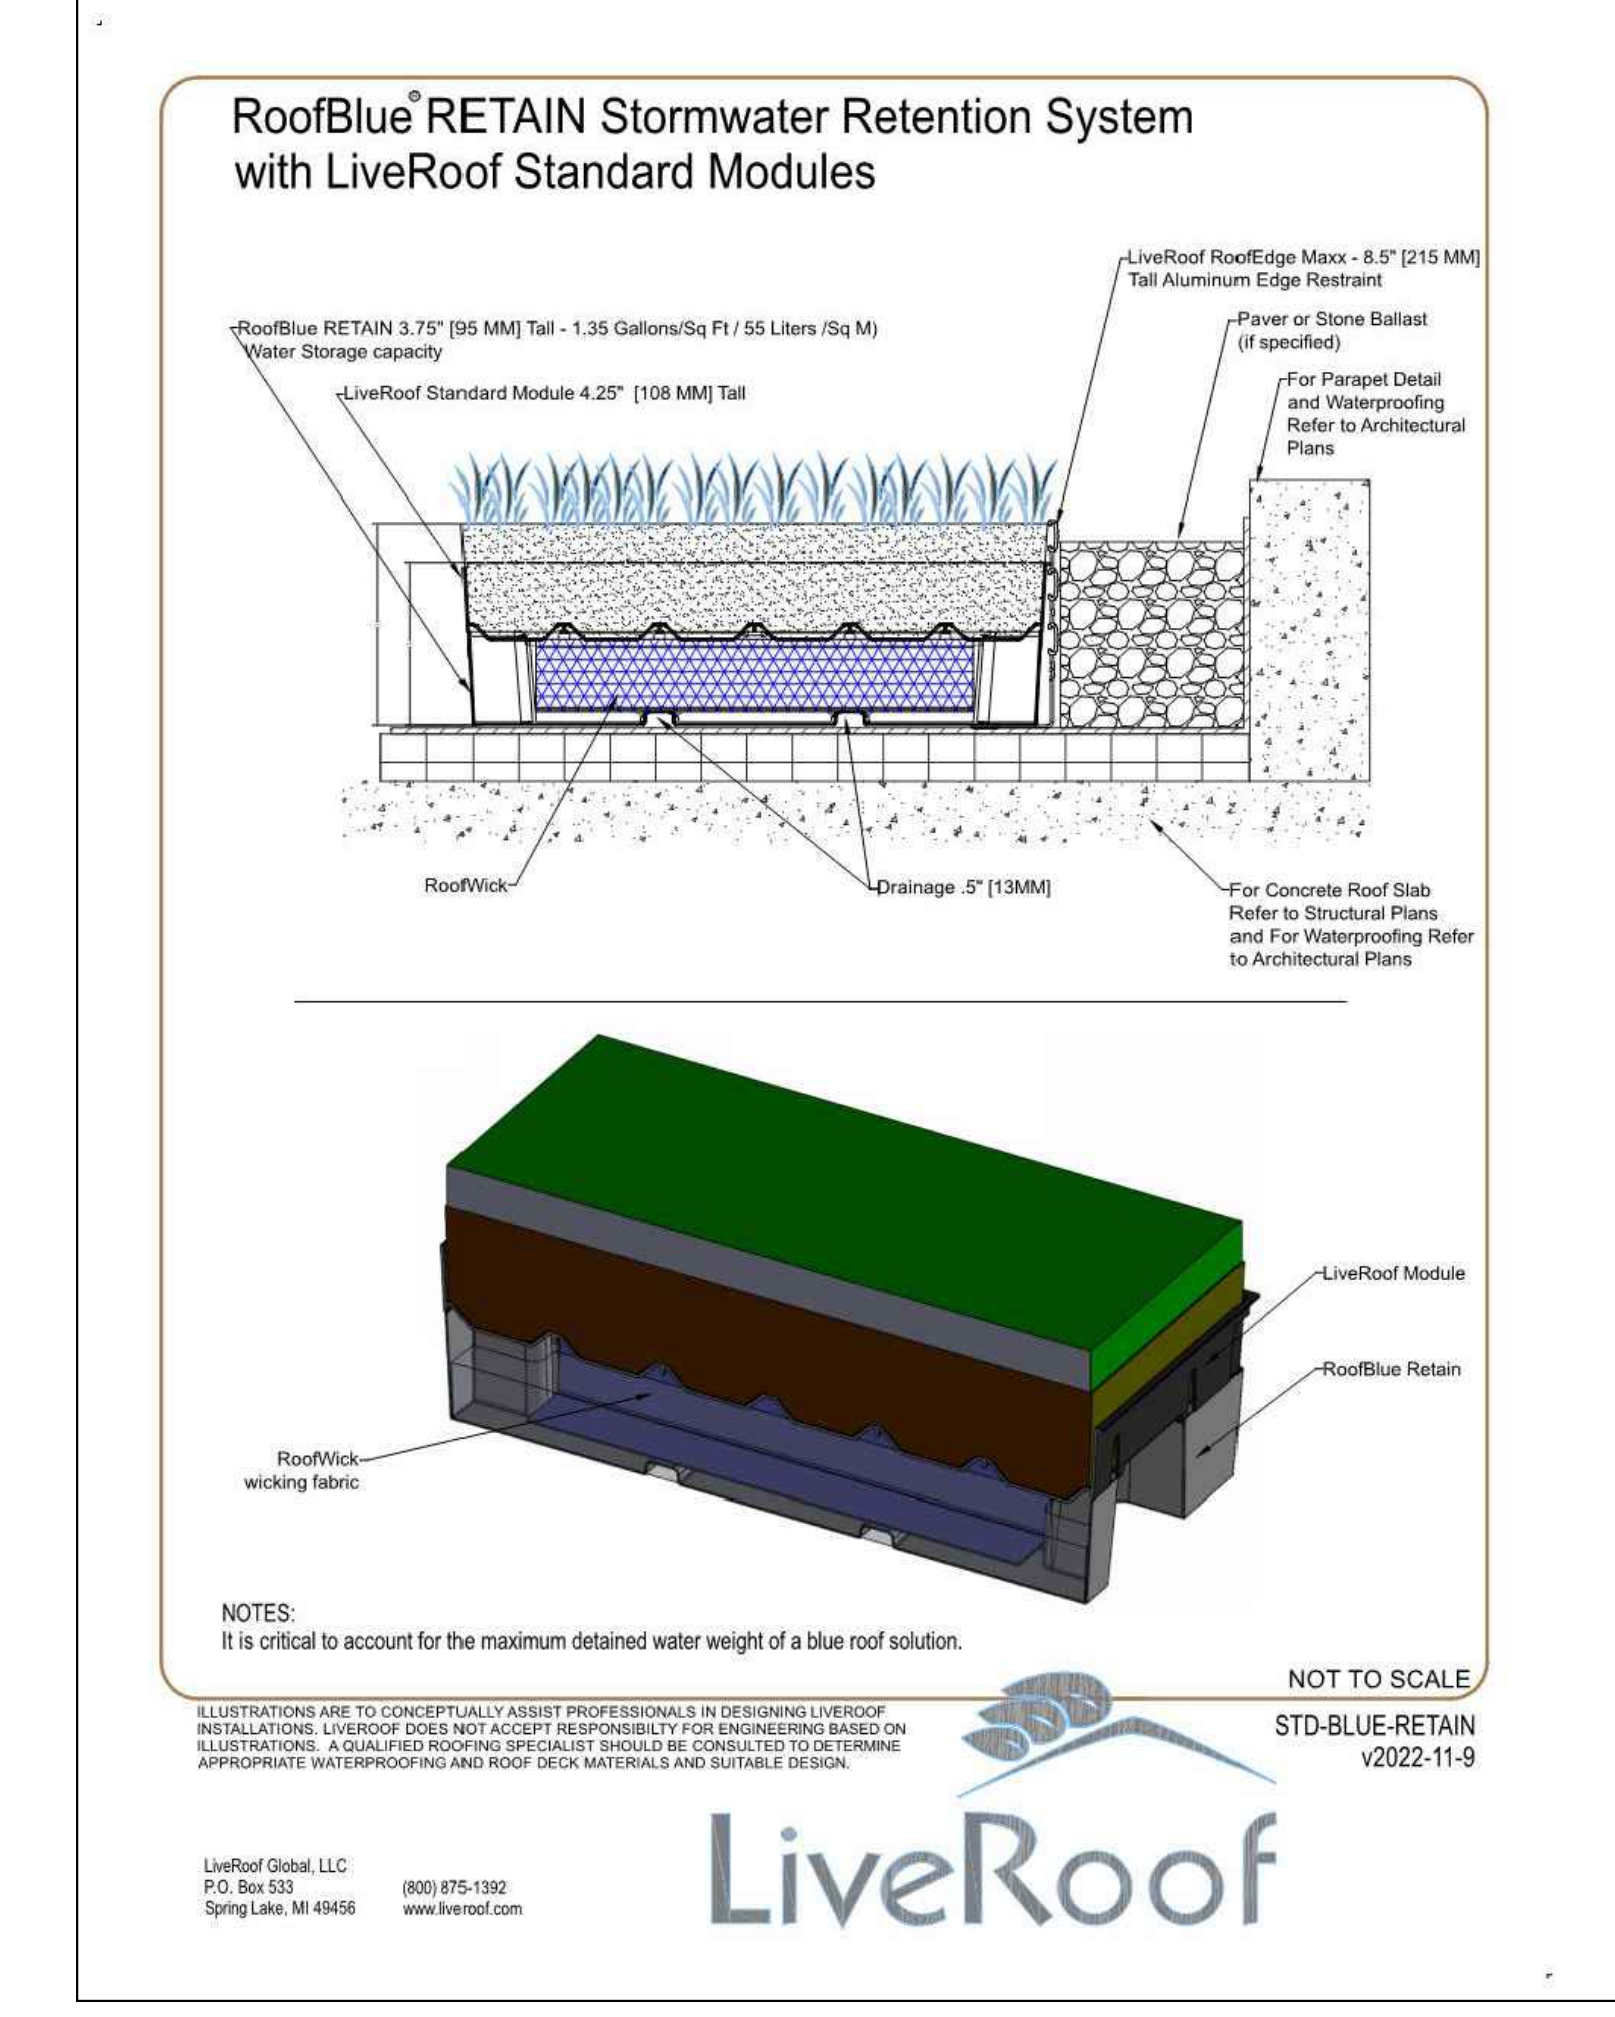 RoofBlue® RETAIN Stormwater Retention System
with LiveRoof Standard Modules
LiveRoof RoofEdge Maxx - 8.5" [215 MM]
Tall Aluminum Edge Restraint
Paver or Stone Ballast
(if specified)
RoofBlue RETAIN 3.75" [95 MM] Tall - 1.35 Gallons/Sq Ft / 55 Liters /Sq M)
Water Storage capacity
For Parapet Detail
and Waterproofing
Refer to Architectural
Plans
LiveRoof Standard Module 4.25" [108 MM] Tall
RoofWick
Drainage .5" [13MM]
For Concrete Roof Slab
Refer to Structural Plans
and For Waterproofing Refer
to Architectural Plans
LiveRoof Module
RoofBlue Retain
RoofWick
wicking fabric
NOTES:
It is critical to account for the maximum detained water weight of a blue roof solution.
NOT TO SCALE
ILLUSTRATIONS ARE TO CONCEPTUALLY ASSIST PROFESSIONALS IN DESIGNING LIVEROOF
INSTALLATIONS. LIVEROOF DOES NOT ACCEPT RESPONSIBILTY FOR ENGINEERING BASED ON
ILLUSTRATIONS. A QUALIFIED ROOFING SPECIALIST SHOULD BE CONSULTED TO DETERMINE
APPROPRIATE WATERPROOFING AND ROOF DECK MATERIALS AND SUITABLE DESIGN.
STD-BLUE-RETAIN
v2022-11-9
LiveRoof
LiveRoof Global, LLC
P.O. Box 533
Spring Lake, MI 49456
(800) 875-1392
www.liveroof.com